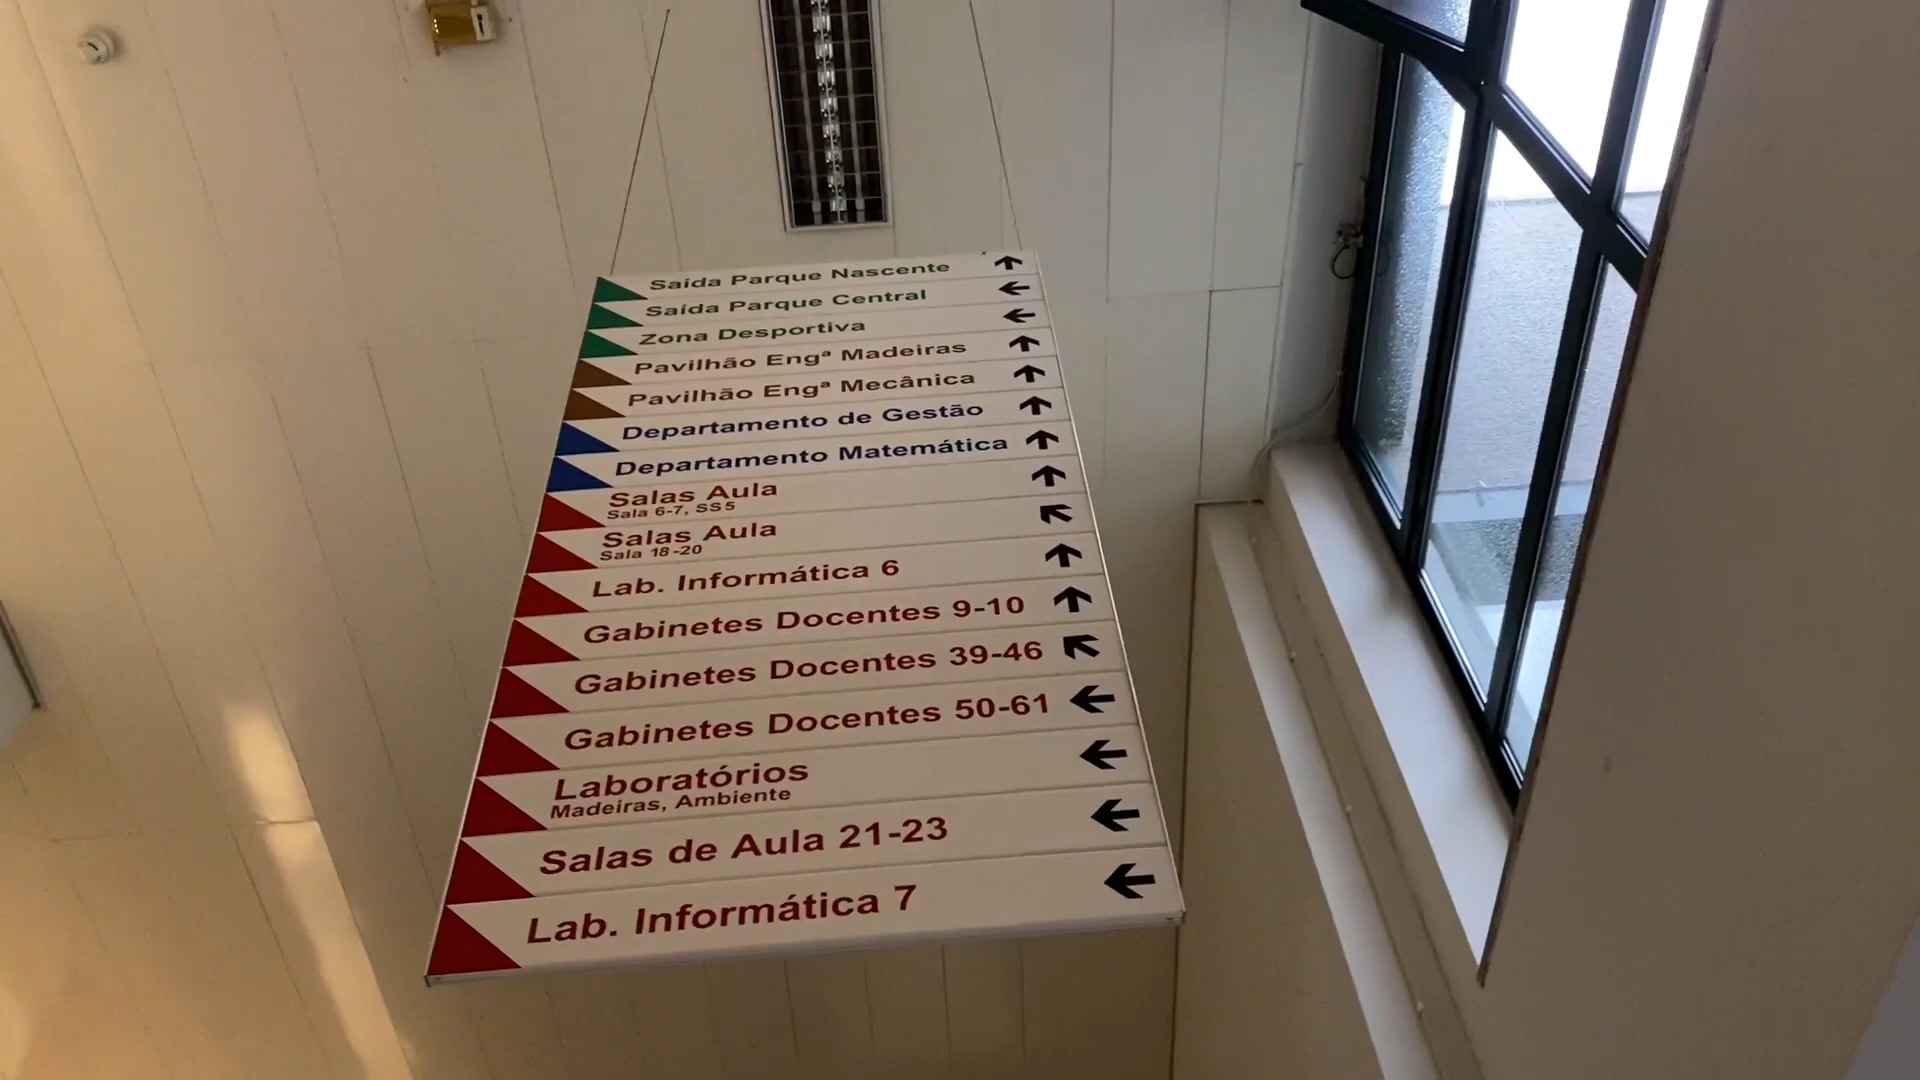 Saída Parque Nascente
Saída Parque Central
Zona Desportiva
Pavilhão Engª Madeiras
Pavilhão Engª Mecânica
Departamento de Gestão
Departamento Matemática
Salas Aula
Sala 6-7, SS5
Salas Aula
Sala 18-20
Lab. Informática 6
Gabinetes Docentes 9-10
Gabinetes Docentes 39-46
Gabinetes Docentes 50-61
Laboratórios
Madeiras, Ambiente
Salas de Aula 21-23
Lab. Informática 7